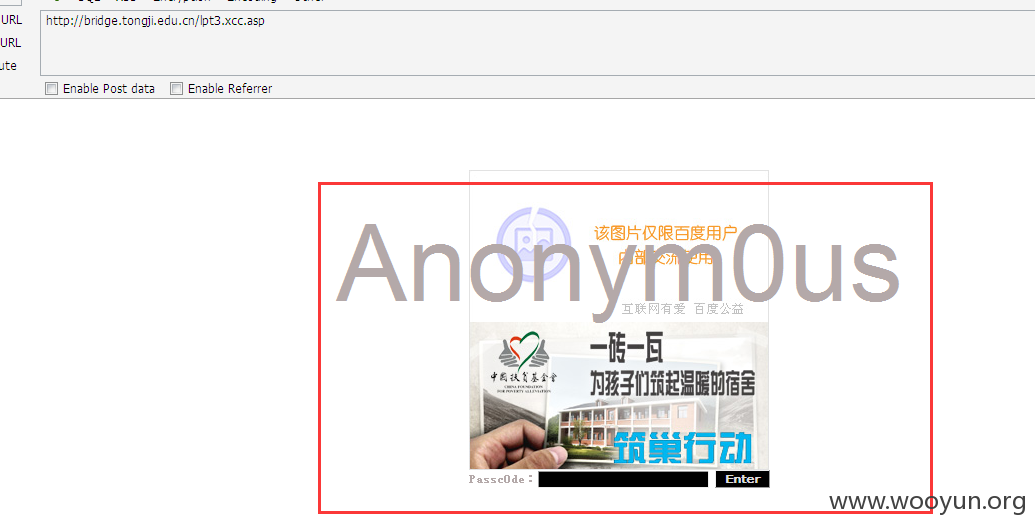 URL
http://bridge.tongji.edu.cn/lpt3.xcc.asp
URL
ute
Enable Post data
Enable Referrer
该图片仅限百度用户
内部交流使用
Anonym0us
互联网有爱 百度公益
一砖一瓦
为孩子们筑起温暖的宿舍
中国扶贫基金会
CHINA FOUNDATION
FOR POVERTY ALLEVIATION
筑巢行动
Passc0de:
Enter
www.wooyun.org